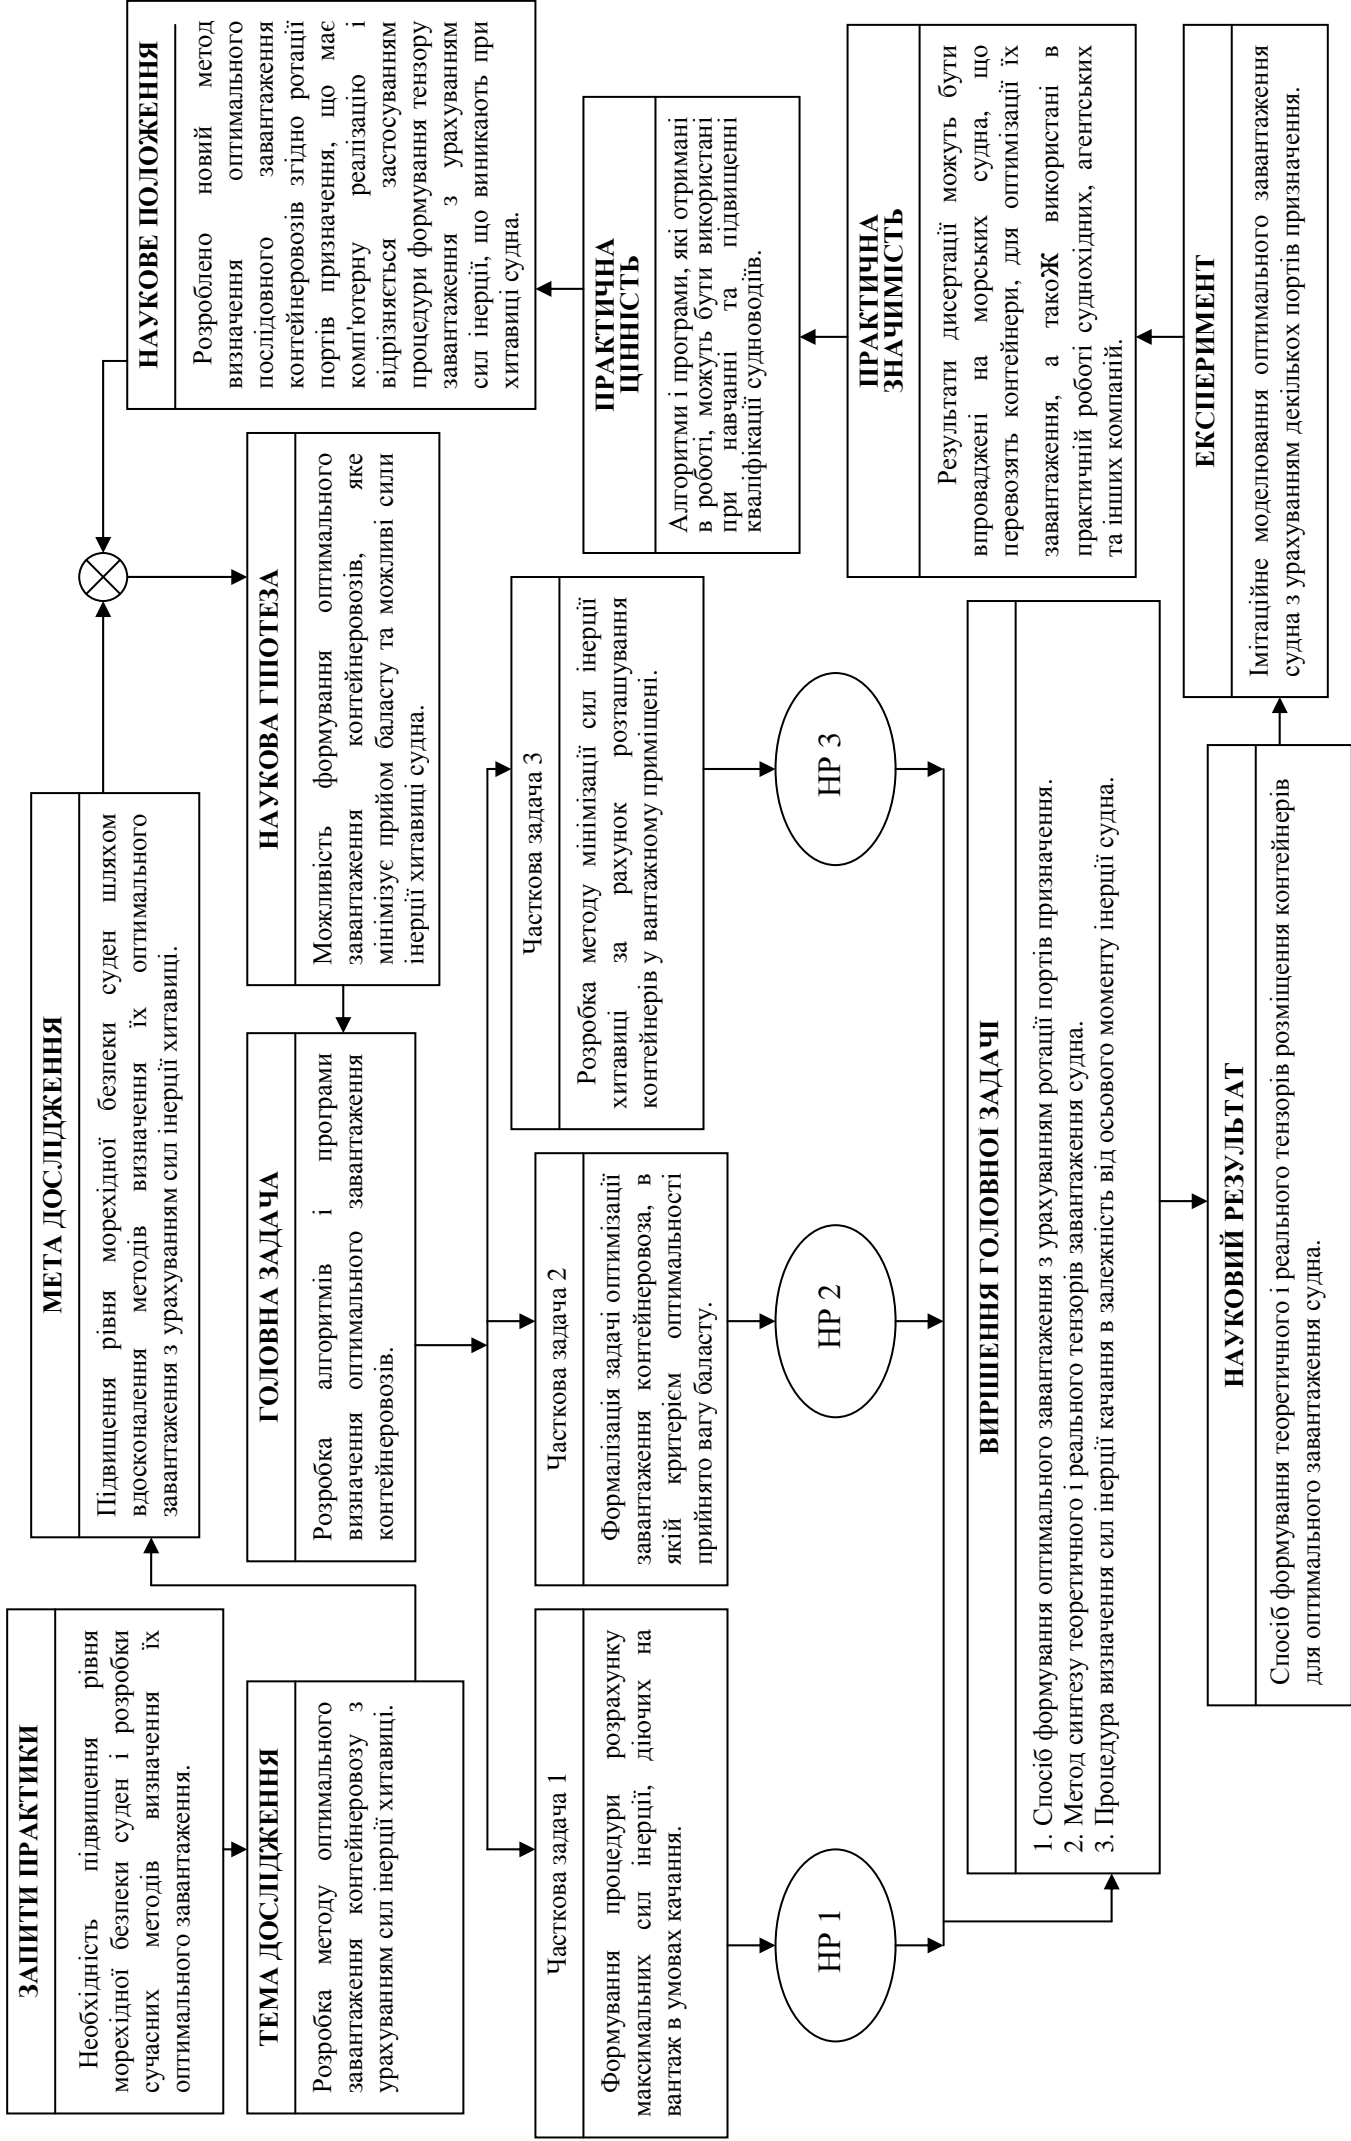 ЗАПИТИ ПРАКТИКИ
Необхідність підвищення рівня
морехідної безпеки суден і розробки
сучасних методів визначення їх
оптимального завантаження.
МЕТА ДОСЛІДЖЕННЯ
Підвищення рівня морехідної безпеки суден шляхом
вдосконалення методів визначення їх оптимального
завантаження з урахуванням сил інерції хитавиці.
НАУКОВЕ ПОЛОЖЕННЯ
Розроблено новий метод
визначення оптимального
послідовного завантаження
контейнеровозів згідно ротації
портів призначення, що має
комп'ютерну реалізацію і
відрізняється застосуванням
процедури формування тензору
завантаження з урахуванням
сил інерції, що виникають при
хитавиці судна.
ТЕМА ДОСЛІДЖЕННЯ
Розробка методу оптимального
завантаження контейнеровозу з
урахуванням сил інерції хитавиці.
ГОЛОВНА ЗАДАЧА
Розробка алгоритмів і програми
визначення оптимального завантаження
контейнеровозів.
НАУКОВА ГІПОТЕЗА
Можливість формування оптимального
завантаження контейнеровозів, яке
мінімізує прийом баласту та можливі сили
інерції хитавиці судна.
Часткова задача 1
Формування процедури розрахунку
максимальних сил інерції, діючих на
вантаж в умовах качання.
Часткова задача 2
Формалізація задачі оптимізації
завантаження контейнеровоза, в
якій критерієм оптимальності
прийнято вагу баласту.
Часткова задача 3
Розробка методу мінімізації сил інерції
хитавиці за рахунок розташування
контейнерів у вантажному приміщені.
ПРАКТИЧНА
ЦІННІСТЬ
Алгоритми і програми, які отримані
в роботі, можуть бути використані
при навчанні та підвищенні
кваліфікації судноводіїв.
НР 1
НР 2
НР 3
ПРАКТИЧНА
ЗНАЧИМІСТЬ
Результати дисертації можуть бути
впроваджені на морських судна, що
перевозять контейнери, для оптимізації їх
завантаження, а такоЖ використані в
практичній роботі суднохідних, агентських
та інших компаній.
ВИРІШЕННЯ ГОЛОВНОЇ ЗАДАЧІ
1. Спосіб формування оптимального завантаження з урахуванням ротації портів призначення.
2. Метод синтезу теоретичного і реального тензорів завантаження судна.
3. Процедура визначення сил інерції качання в залежність від осьового моменту інерції судна.
ЕКСПЕРИМЕНТ
Імітаційне моделювання оптимального завантаження
судна з урахуванням декількох портів призначення.
НАУКОВИЙ РЕЗУЛЬТАТ
Спосіб формування теоретичного і реального тензорів розміщення контейнерів
для оптимального завантаження судна.